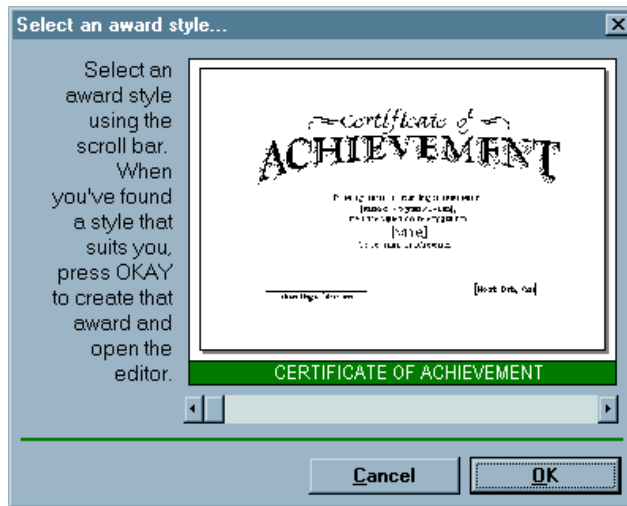 Select an award style...
Select an
award style
using the
scroll bar.
When
you've found
a style that
suits you,
press OKAY
to create that
award and
open the
editor.
Certificate of
ACHIEVEMENT
CERTIFICATE OF ACHIEVEMENT
Cancel
OK